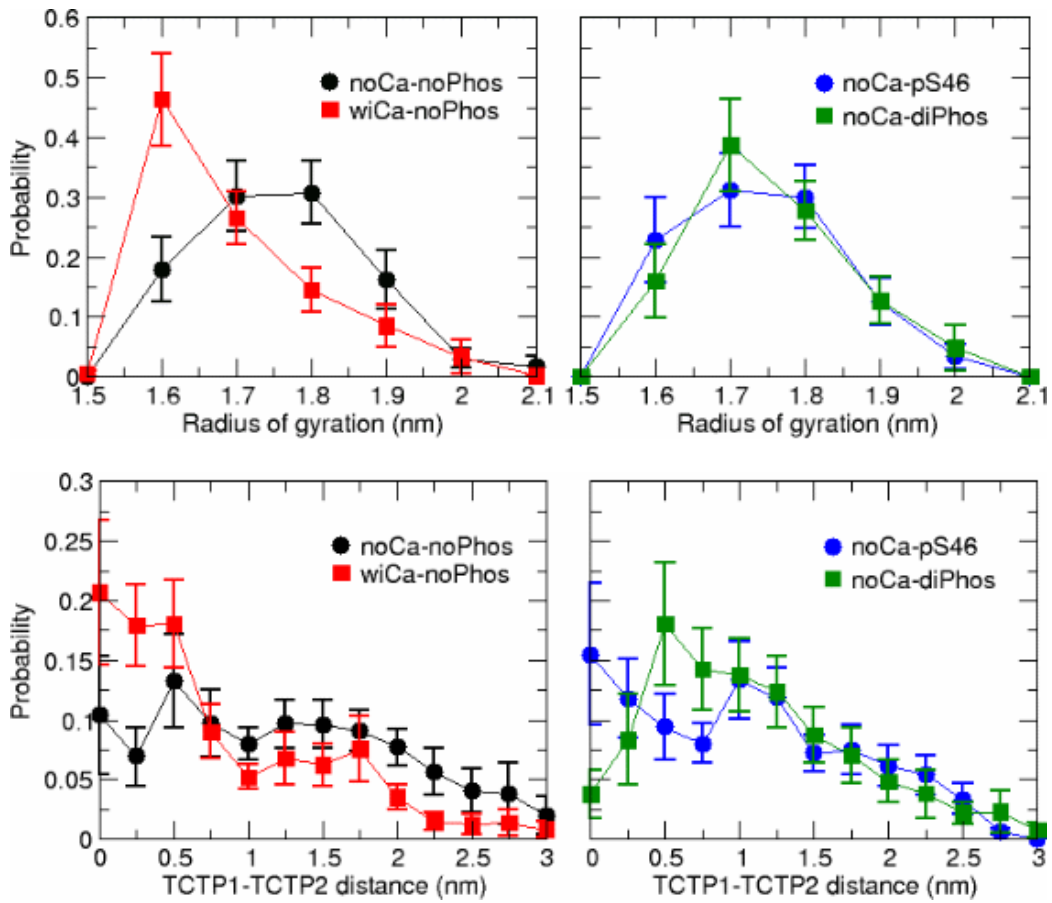 0.6
0.5
0.4
0.3
0.2
0.1
0
Probability
noCa-noPhos
wiCa-noPhos
1.5 1.6 1.7 1.8 1.9 2 2.1
Radius of gyration (nm)
noCa-pS46
noCa-diPhos
1.5 1.6 1.7 1.8 1.9 2 2.1
Radius of gyration (nm)
0.3
0.25
0.2
0.15
0.1
0.05
0
Probability
noCa-noPhos
wiCa-noPhos
0 0.5 1 1.5 2 2.5 3
TCTP1-TCTP2 distance (nm)
noCa-pS46
noCa-diPhos
0 0.5 1 1.5 2 2.5 3
TCTP1-TCTP2 distance (nm)